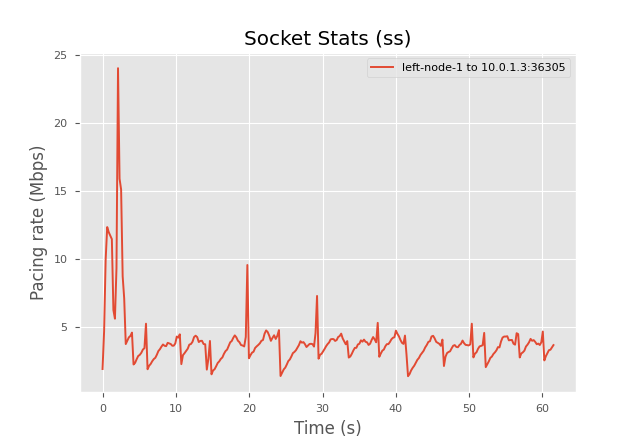 Socket Stats (ss)
left-node-1 to 10.0.1.3:36305
Pacing rate (Mbps)
25
20
15
10
5
0 10 20 30 40 50 60
Time (s)